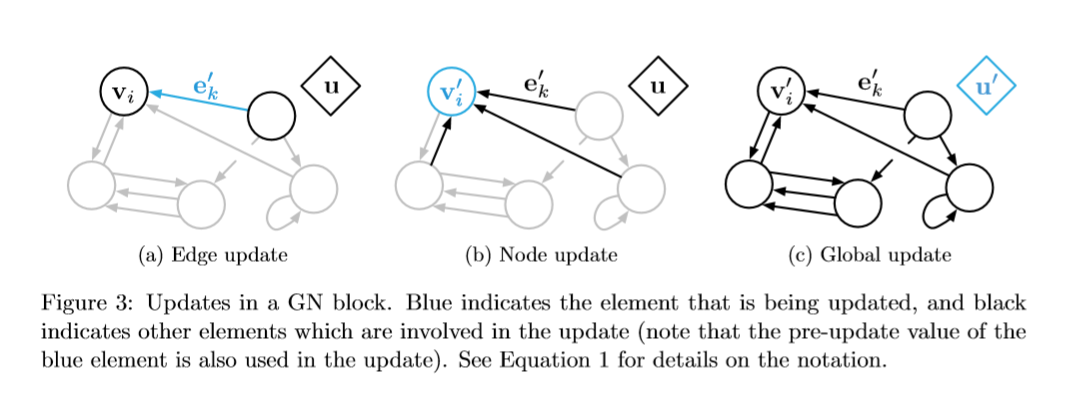 v_i e′_k u
v′_i e′_k u
v′_i e′_k u′
(a) Edge update
(b) Node update
(c) Global update
Figure 3: Updates in a GN block. Blue indicates the element that is being updated, and black
indicates other elements which are involved in the update (note that the pre-update value of the
blue element is also used in the update). See Equation 1 for details on the notation.